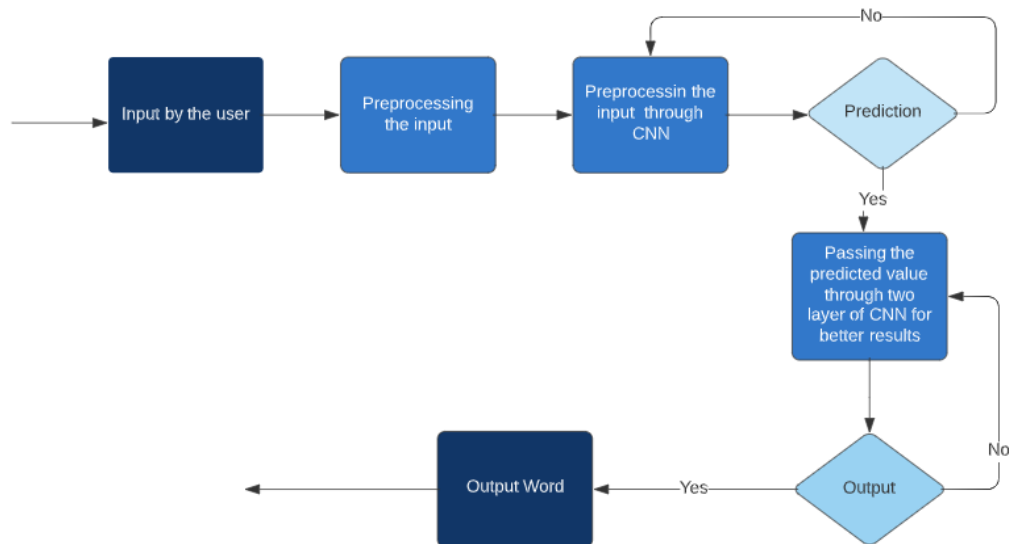 No
Input by the user
Preprocessing
the input
Preprocessin the
input through
CNN
Prediction
Yes
Passing the
predicted value
through two
layer of CNN for
better results
No
Output Word
Yes
Output